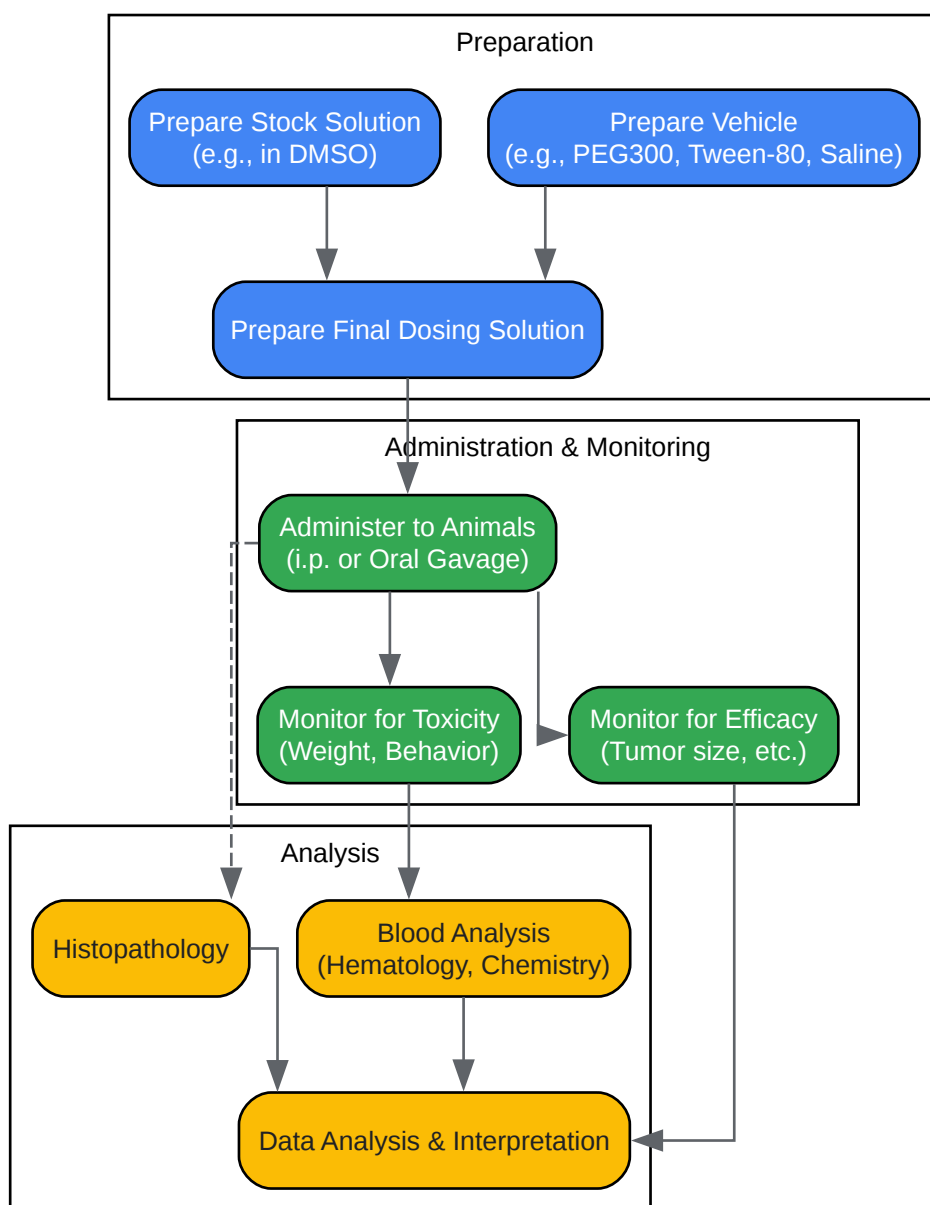 Preparation
Prepare Stock Solution
(e.g., in DMSO)
Prepare Vehicle
(e.g., PEG300, Tween-80, Saline)
Prepare Final Dosing Solution
Administration & Monitoring
Administer to Animals
(i.p. or Oral Gavage)
Monitor for Toxicity
(Weight, Behavior)
Monitor for Efficacy
(Tumor size, etc.)
Analysis
Histopathology
Blood Analysis
(Hematology, Chemistry)
Data Analysis & Interpretation